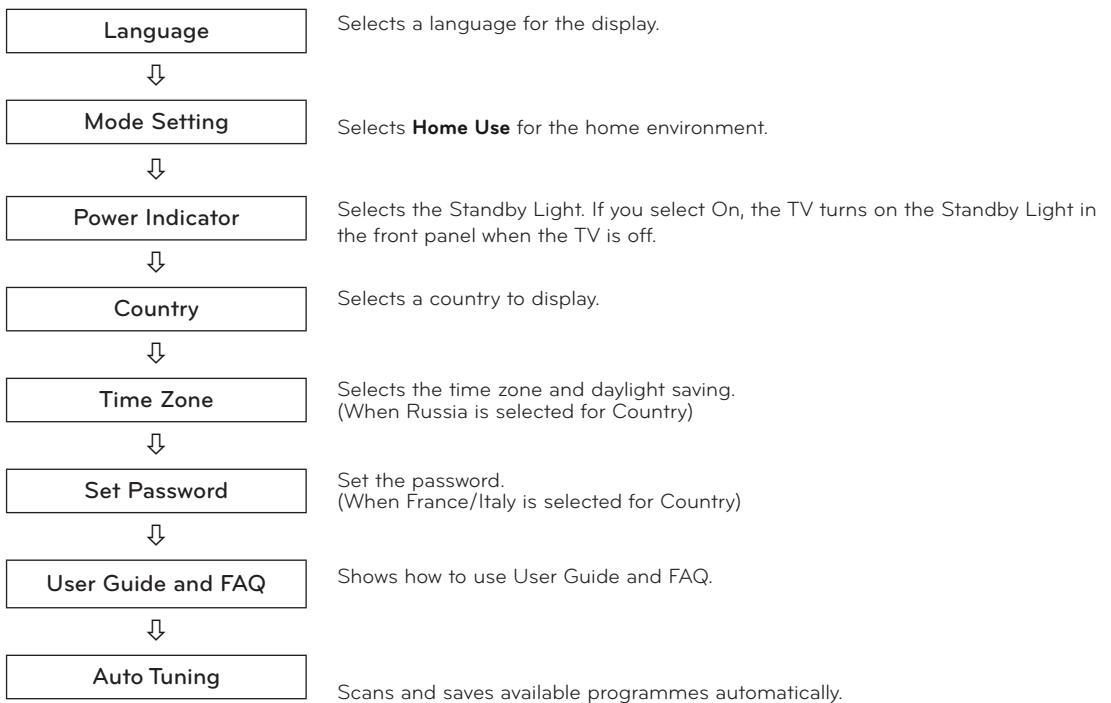 Language
Selects a language for the display.
Mode Setting
Selects Home Use for the home environment.
Power Indicator
Selects the Standby Light. If you select On, the TV turns on the Standby Light in
the front panel when the TV is off.
Country
Selects a country to display.
Time Zone
Selects the time zone and daylight saving.
(When Russia is selected for Country)
Set Password
Set the password.
(When France/Italy is selected for Country)
User Guide and FAQ
Shows how to use User Guide and FAQ.
Auto Tuning
Scans and saves available programmes automatically.